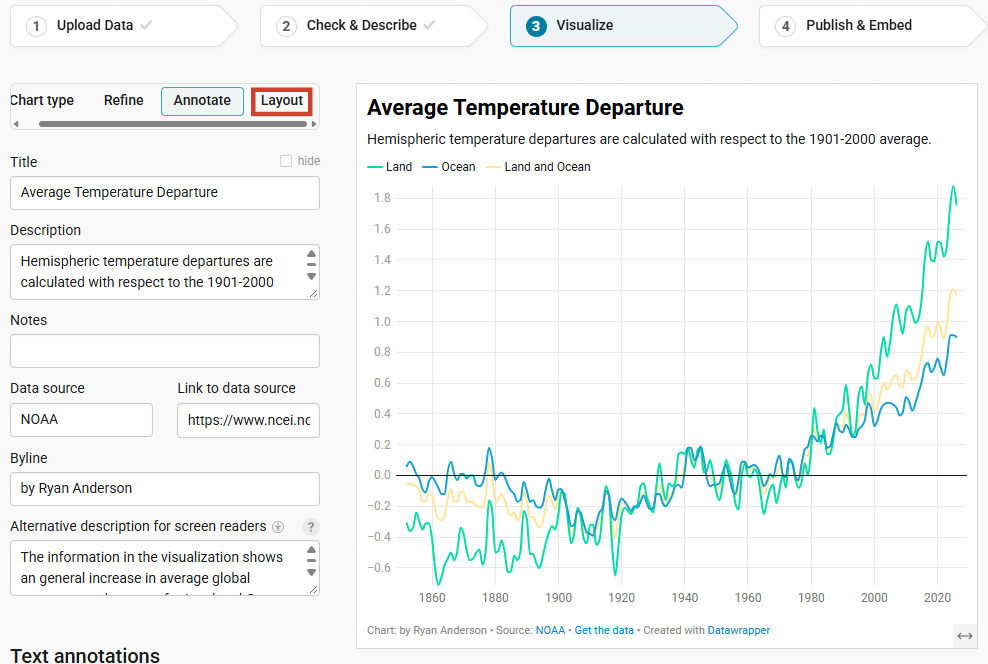 1 Upload Data
2 Check & Describe
3 Visualize
4 Publish & Embed
Chart type Refine Annotate Layout
Title hide
Average Temperature Departure
Description
Hemispheric temperature departures are
calculated with respect to the 1901-2000
Notes
Data source Link to data source
NOAA https://www.ncei.nc
Byline
by Ryan Anderson
Alternative description for screen readers ?
The information in the visualization shows
an general increase in average global
Text annotations
Average Temperature Departure
Hemispheric temperature departures are calculated with respect to the 1901-2000 average.
Land Ocean Land and Ocean
1.8
1.6
1.4
1.2
1.0
0.8
0.6
0.4
0.2
0.0
−0.2
−0.4
−0.6
1860 1880 1900 1920 1940 1960 1980 2000 2020
Chart: by Ryan Anderson • Source: NOAA • Get the data • Created with Datawrapper